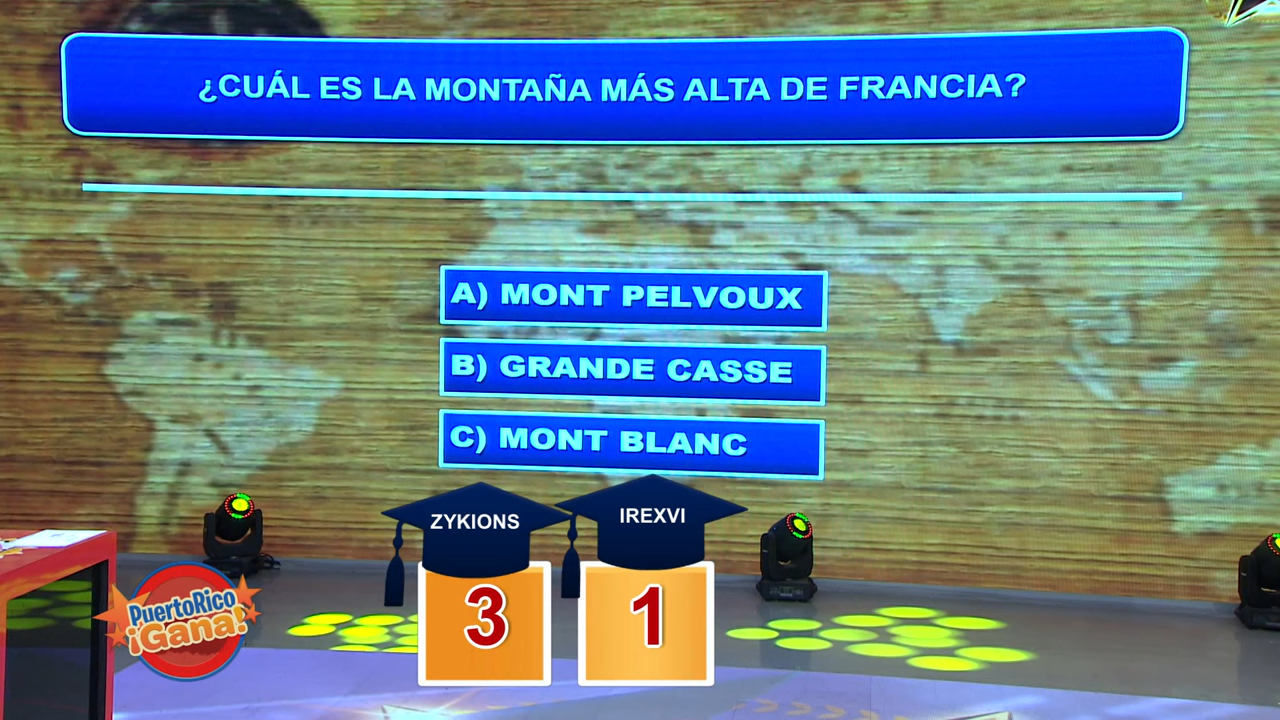 ¿CUÁL ES LA MONTAÑA MÁS ALTA DE FRANCIA?
A) MONT PELVOUX
B) GRANDE CASSE
C) MONT BLANC
ZYKIONS
IREXVI
3
1
PuertoRico
¡Gana!